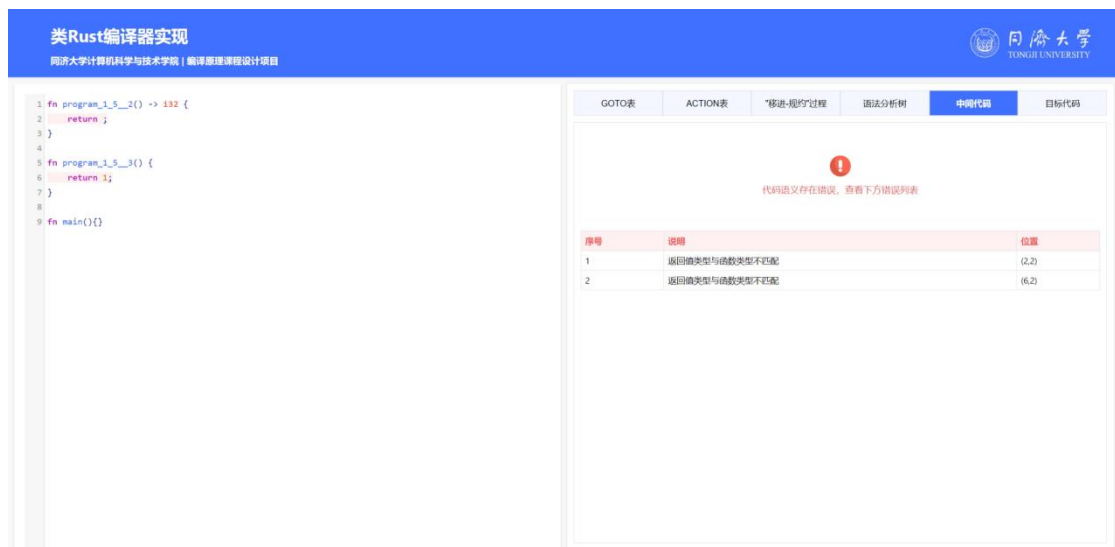 类Rust编译器实现
同济大学计算机科学与技术学院 | 编译原理课程设计项目
同濟大學
TONGJI UNIVERSITY
1 fn program_1_5__2() -> i32 {
2     return ;
3 }
4
5 fn program_1_5__3() {
6     return 1;
7 }
8
9 fn main(){}
GOTO表 ACTION表 "移进-规约"过程 语法分析树 中间代码 目标代码
代码语义存在错误，查看下方错误列表
序号 说明 位置
1 返回值类型与函数类型不匹配 (2,2)
2 返回值类型与函数类型不匹配 (6,2)